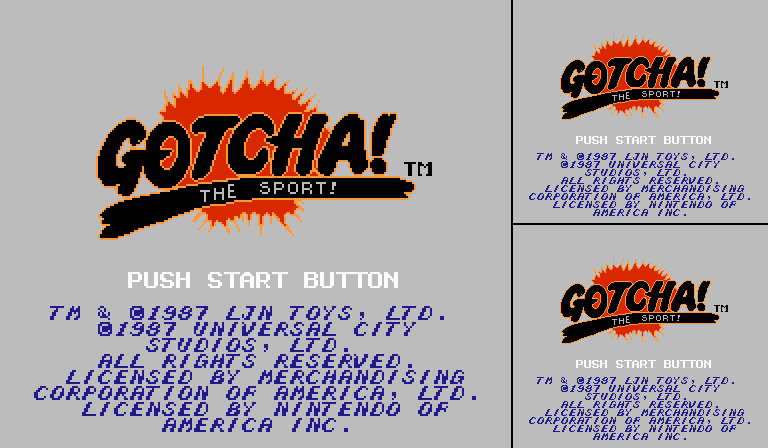 GOTCHA!
TM
THE SPORT!
PUSH START BUTTON
TM & ©1987 LJN TOYS, LTD.
©1987 UNIVERSAL CITY
STUDIOS, LTD.
ALL RIGHTS RESERVED.
LICENSED BY MERCHANDISING
CORPORATION OF AMERICA, LTD.
LICENSED BY NINTENDO OF
AMERICA INC.
GOTCHA!
TM
THE SPORT!
PUSH START BUTTON
TM & ©1987 LJN TOYS, LTD.
©1987 UNIVERSAL CITY
STUDIOS, LTD.
ALL RIGHTS RESERVED.
LICENSED BY MERCHANDISING
CORPORATION OF AMERICA, LTD.
LICENSED BY NINTENDO OF
AMERICA INC.
GOTCHA!
TM
THE SPORT!
PUSH START BUTTON
TM & ©1987 LJN TOYS, LTD.
©1987 UNIVERSAL CITY
STUDIOS, LTD.
ALL RIGHTS RESERVED.
LICENSED BY MERCHANDISING
CORPORATION OF AMERICA, LTD.
LICENSED BY NINTENDO OF
AMERICA INC.